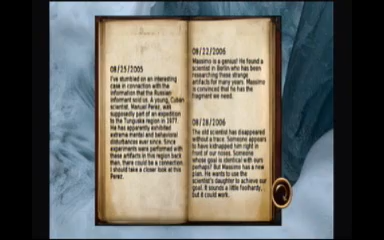 08/25/2005
I've stumbled on an interesting
case in connection with the
information that the Russian
informant sold us. A young, Cuban
scientist, Manuel Perez, was
supposedly part of an expedition
to the Tunguska region in 1977.
He has apparently exhibited
extreme mental and behavioral
disturbances ever since. Since
experiments were performed with
these artifacts in this region back
then, there could be a connection.
I should take a closer look at this
Perez.
08/22/2006
Massimo is a genius! He found a
scientist in Berlin who has been
researching these strange
artifacts for many years. Massimo
is convinced that he has the
fragment we need.
08/28/2006
The old scientist has disappeared
without a trace. Someone appears
to have kidnapped him right in
front of our noses. Someone
whose goal is identical with ours
perhaps? But Massimo has a new
plan. He wants to use the
scientist's daughter to achieve our
goal. It sounds a little foolhardy,
but it could work.